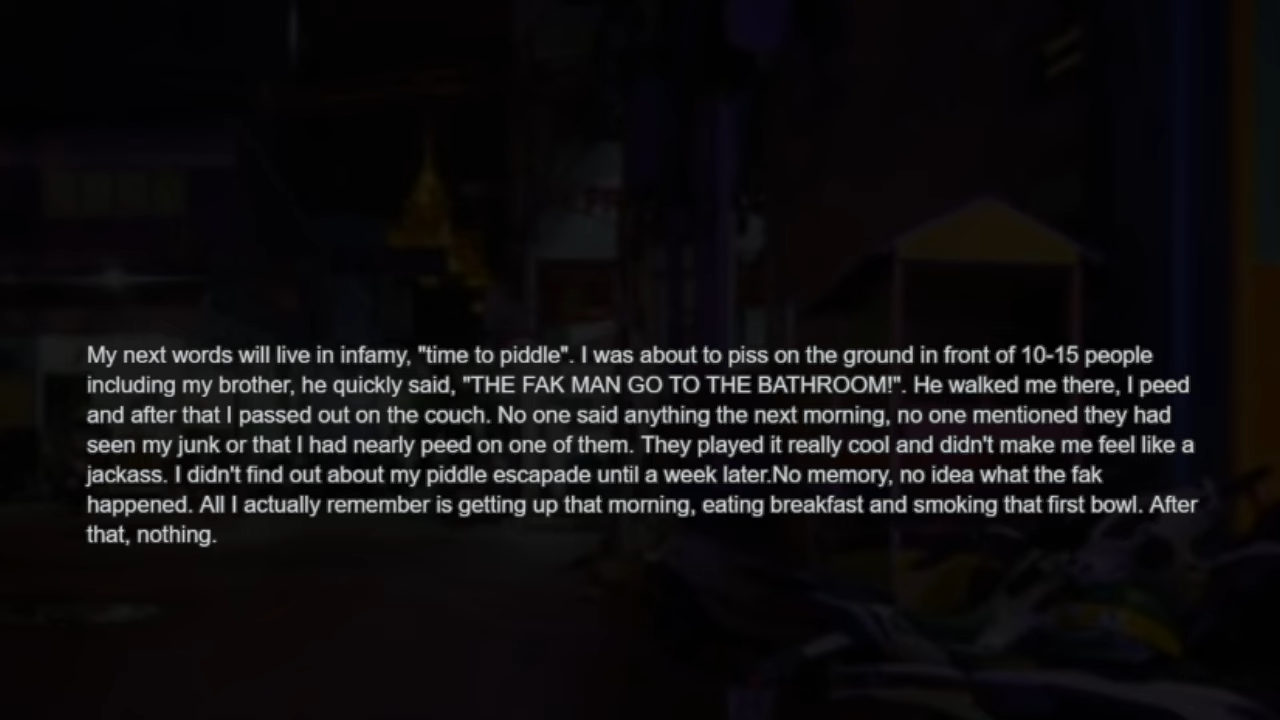 My next words will live in infamy, "time to piddle". I was about to piss on the ground in front of 10-15 people
including my brother, he quickly said, "THE FAK MAN GO TO THE BATHROOM!". He walked me there, I peed
and after that I passed out on the couch. No one said anything the next morning, no one mentioned they had
seen my junk or that I had nearly peed on one of them. They played it really cool and didn't make me feel like a
jackass. I didn't find out about my piddle escapade until a week later.No memory, no idea what the fak
happened. All I actually remember is getting up that morning, eating breakfast and smoking that first bowl. After
that, nothing.